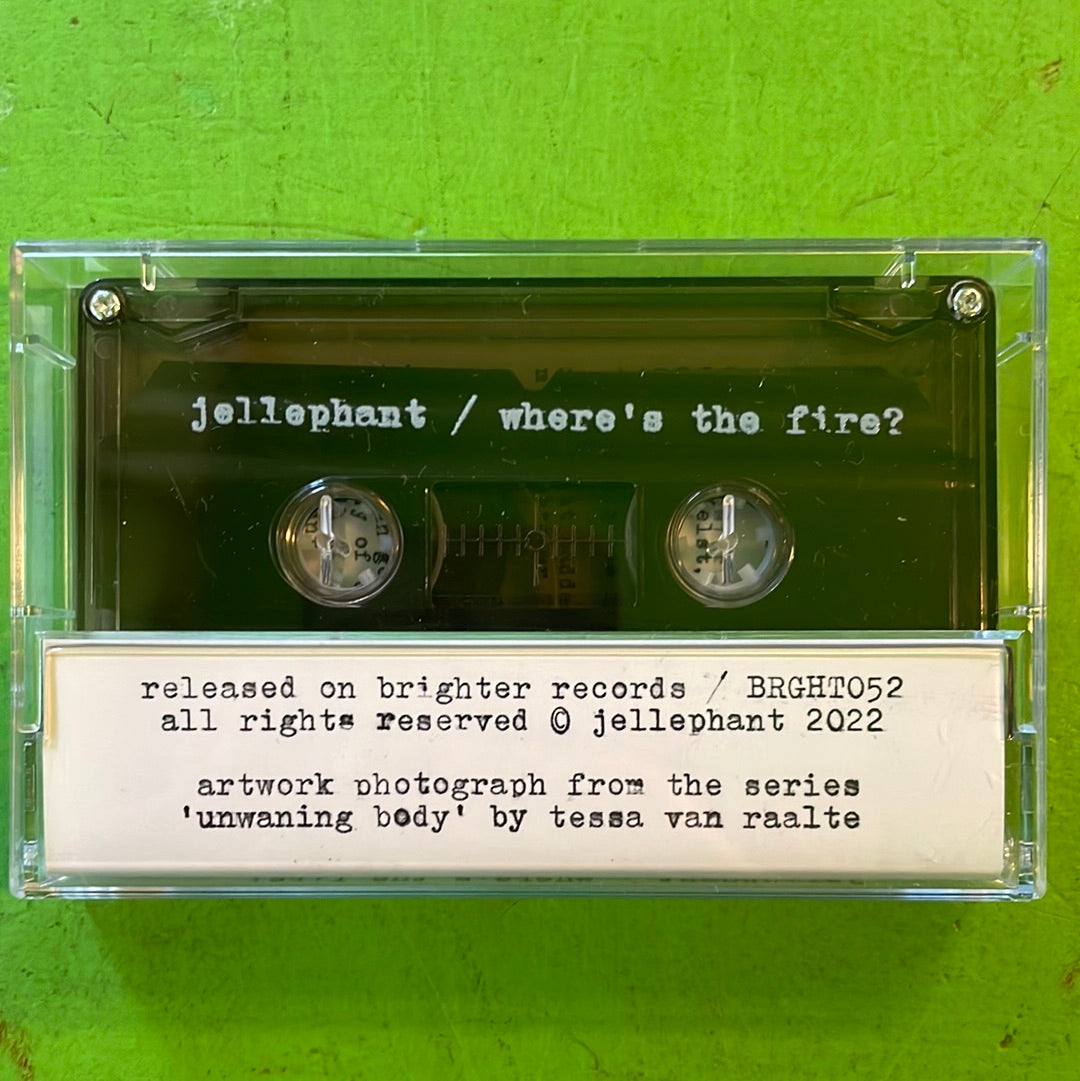 jellephant / where's the fire?
of
released on brighter records / BRGHT052
all rights reserved © jellephant 2022
artwork photograph from the series
'unwaning body' by tessa van raalte